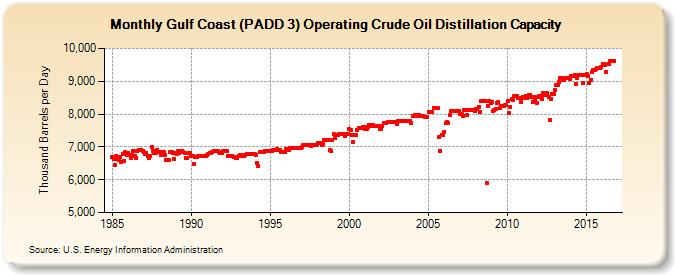 Monthly Gulf Coast (PADD 3) Operating Crude Oil Distillation Capacity
Thousand Barrels per Day
10,000
9,000
8,000
7,000
6,000
5,000
1985 1990 1995 2000 2005 2010 2015
Source: U.S. Energy Information Administration